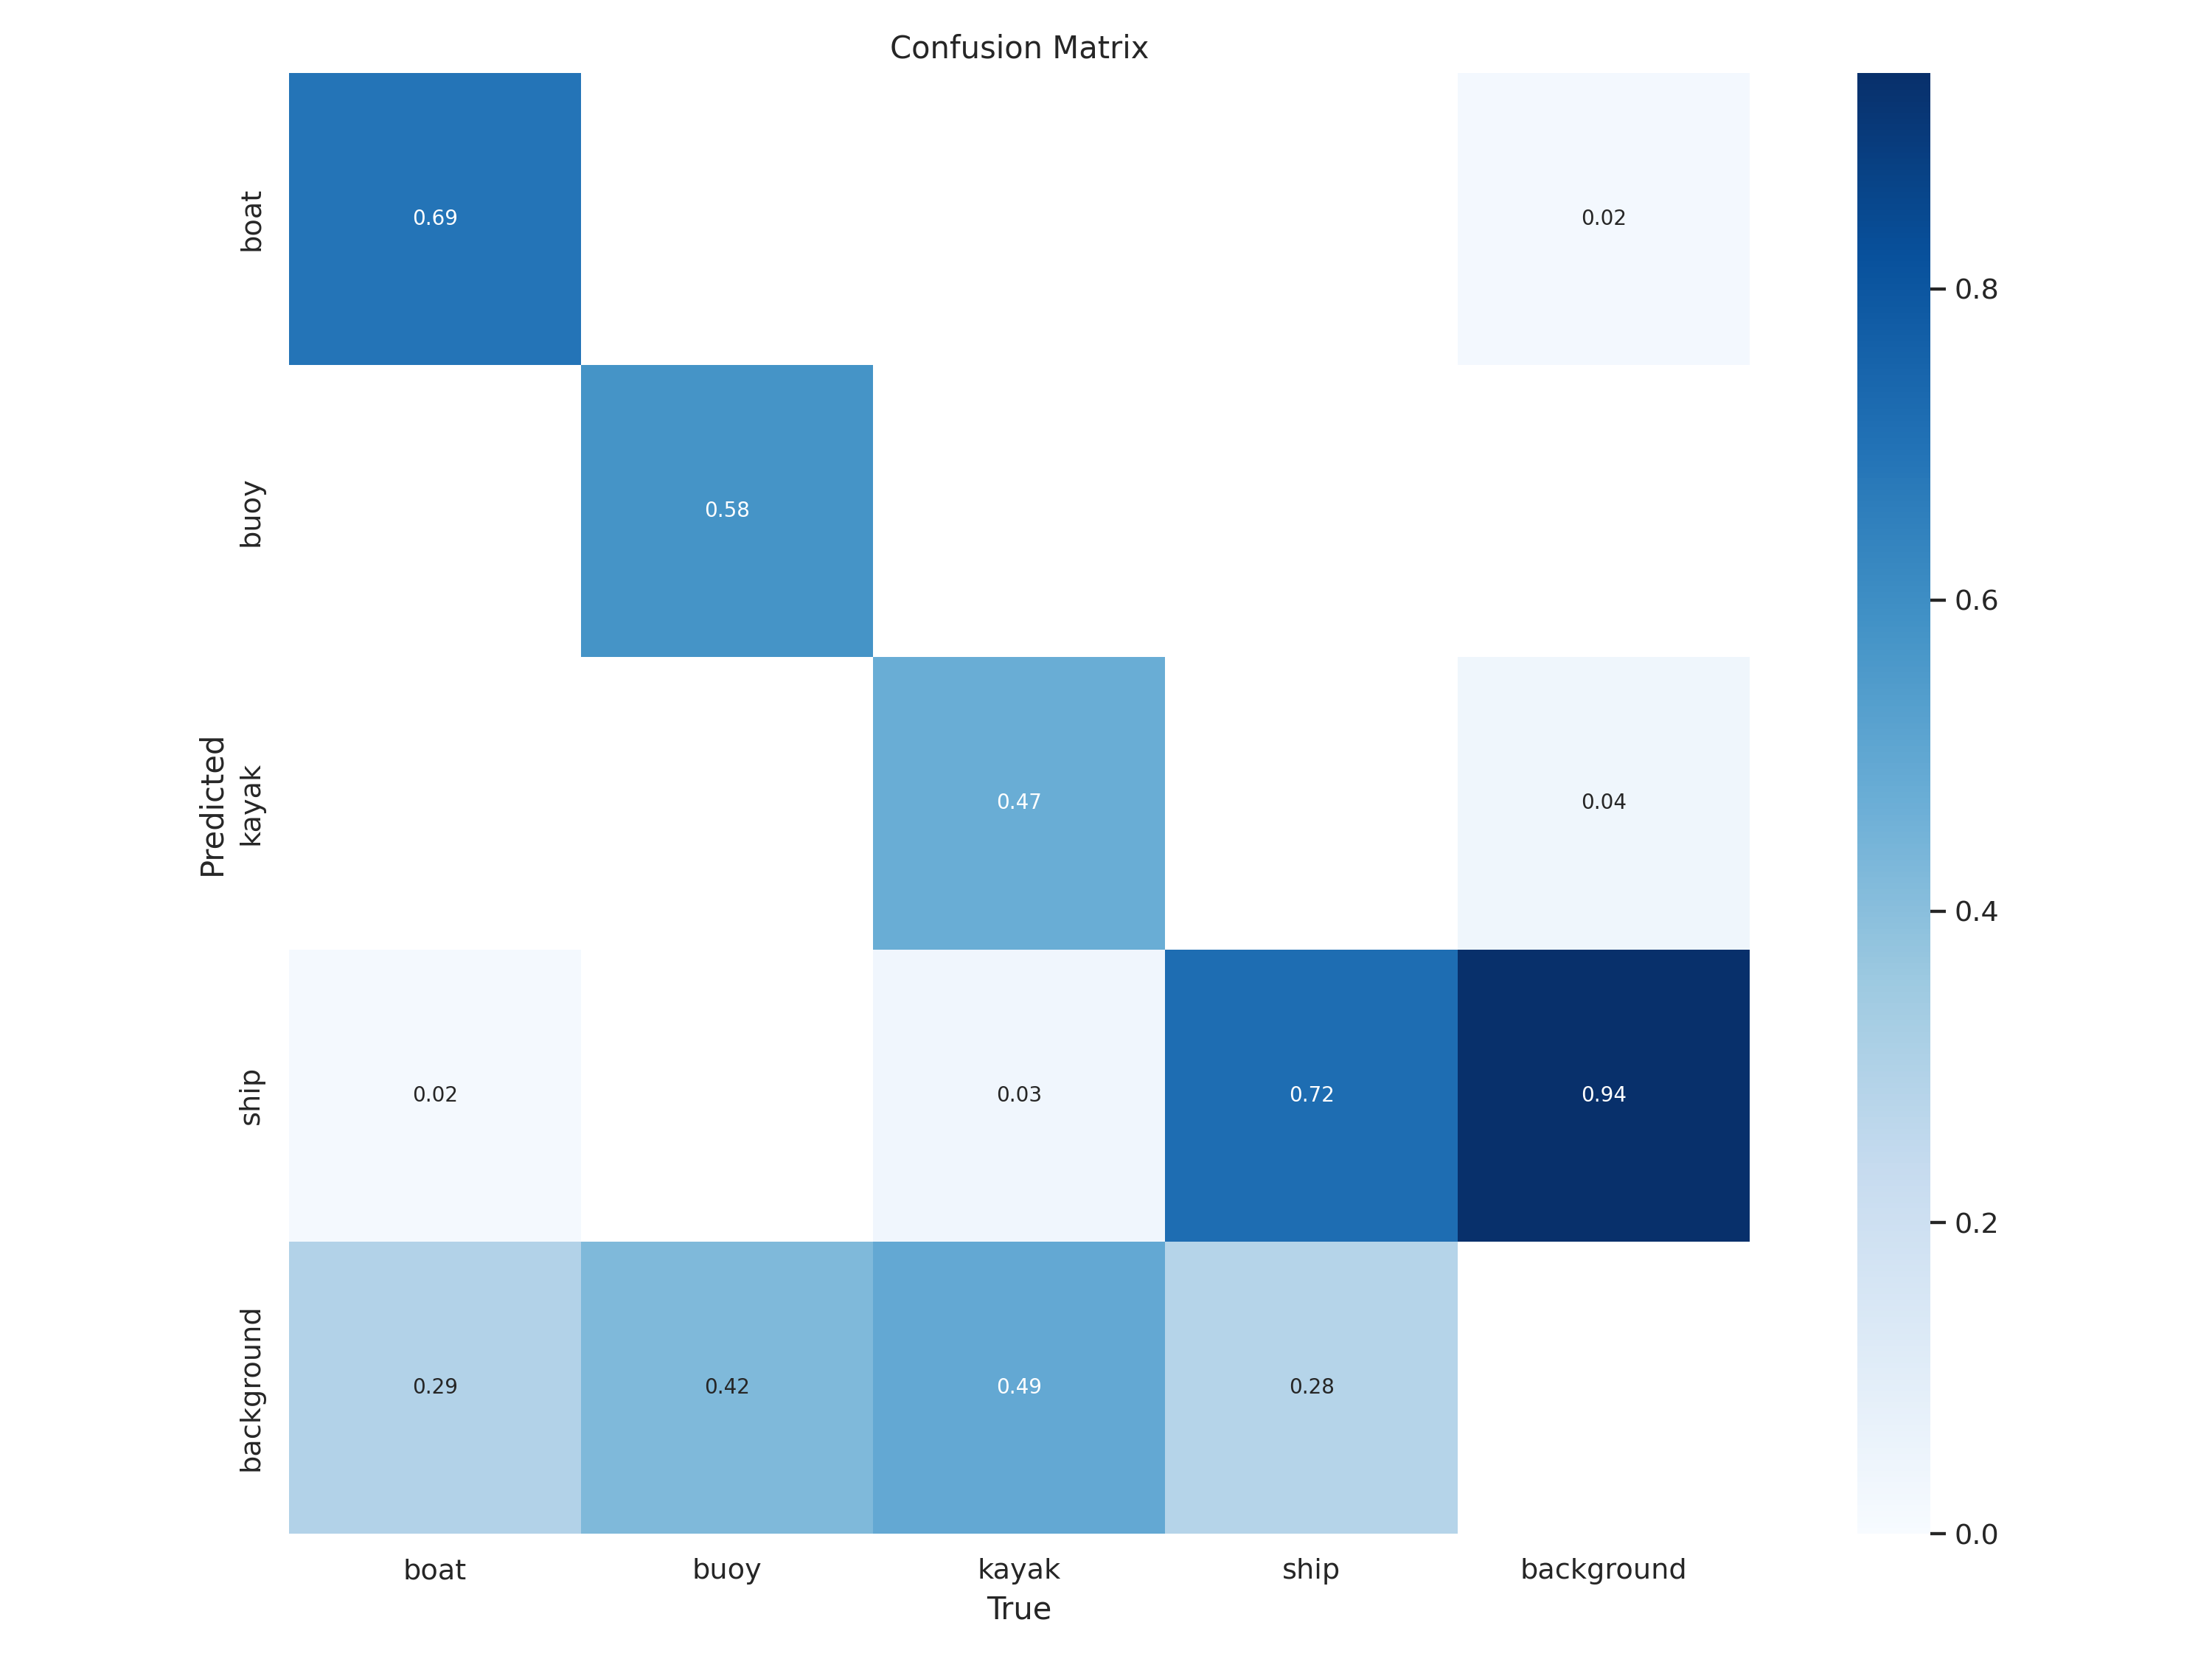 Confusion Matrix
boat
buoy
kayak
ship
background
Predicted
0.69
0.02
0.58
0.47
0.04
0.02
0.03
0.72
0.94
0.29
0.42
0.49
0.28
boat
buoy
kayak
ship
background
True
0.8
0.6
0.4
0.2
0.0